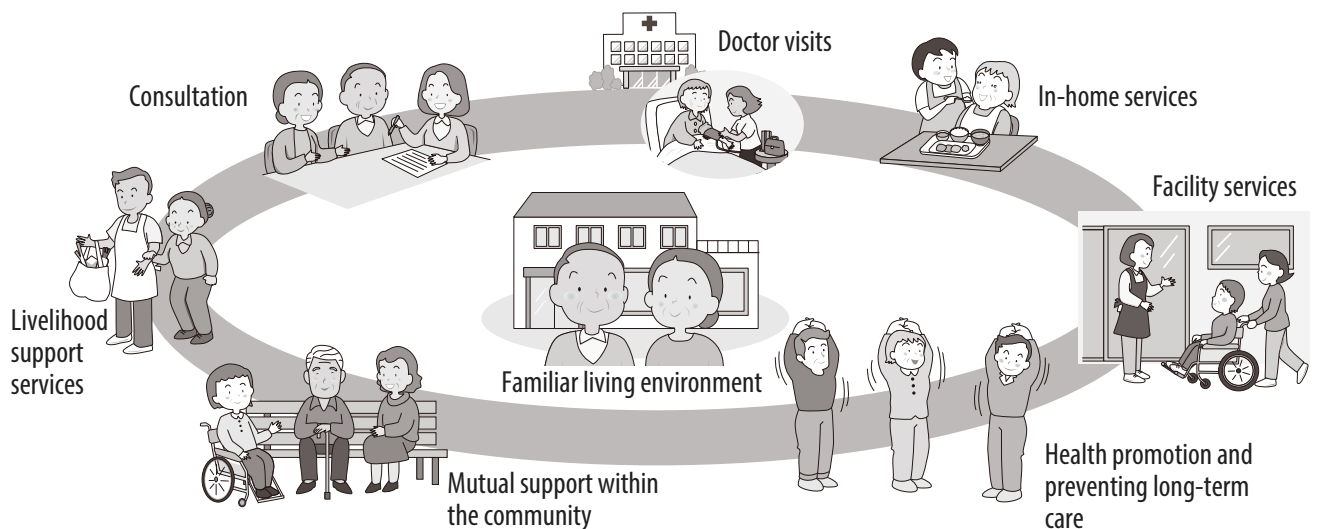 Doctor visits
Consultation
In-home services
Facility services
Livelihood
support
services
Familiar living environment
Mutual support within
the community
Health promotion and
preventing long-term
care